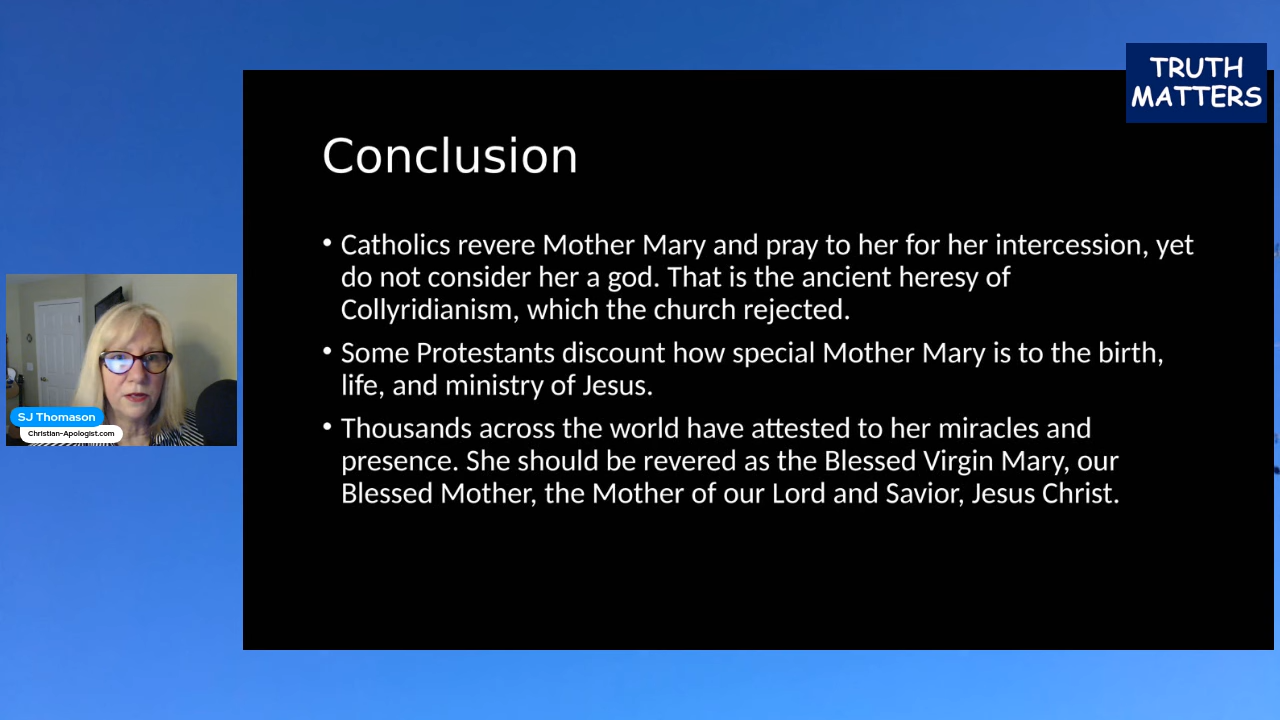 TRUTH
MATTERS
Conclusion
• Catholics revere Mother Mary and pray to her for her intercession, yet
do not consider her a god. That is the ancient heresy of
Collyridianism, which the church rejected.
• Some Protestants discount how special Mother Mary is to the birth,
life, and ministry of Jesus.
• Thousands across the world have attested to her miracles and
presence. She should be revered as the Blessed Virgin Mary, our
Blessed Mother, the Mother of our Lord and Savior, Jesus Christ.
SJ Thomason
Christian-Apologist.com